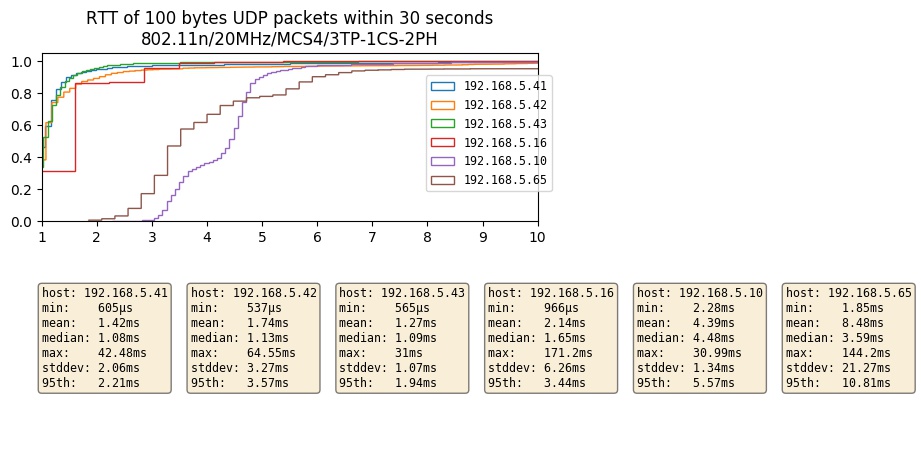 RTT of 100 bytes UDP packets within 30 seconds
802.11n/20MHz/MCS4/3TP-1CS-2PH
1.0
0.8
0.6
0.4
0.2
0.0
1 2 3 4 5 6 7 8 9 10
192.168.5.41
192.168.5.42
192.168.5.43
192.168.5.16
192.168.5.10
192.168.5.65
host: 192.168.5.41
min: 605µs
mean: 1.42ms
median: 1.08ms
max: 42.48ms
stddev: 2.06ms
95th: 2.21ms
host: 192.168.5.42
min: 537µs
mean: 1.74ms
median: 1.13ms
max: 64.55ms
stddev: 3.27ms
95th: 3.57ms
host: 192.168.5.43
min: 565µs
mean: 1.27ms
median: 1.09ms
max: 31ms
stddev: 1.07ms
95th: 1.94ms
host: 192.168.5.16
min: 966µs
mean: 2.14ms
median: 1.65ms
max: 171.2ms
stddev: 6.26ms
95th: 3.44ms
host: 192.168.5.10
min: 2.28ms
mean: 4.39ms
median: 4.48ms
max: 30.99ms
stddev: 1.34ms
95th: 5.57ms
host: 192.168.5.65
min: 1.85ms
mean: 8.48ms
median: 3.59ms
max: 144.2ms
stddev: 21.27ms
95th: 10.81ms